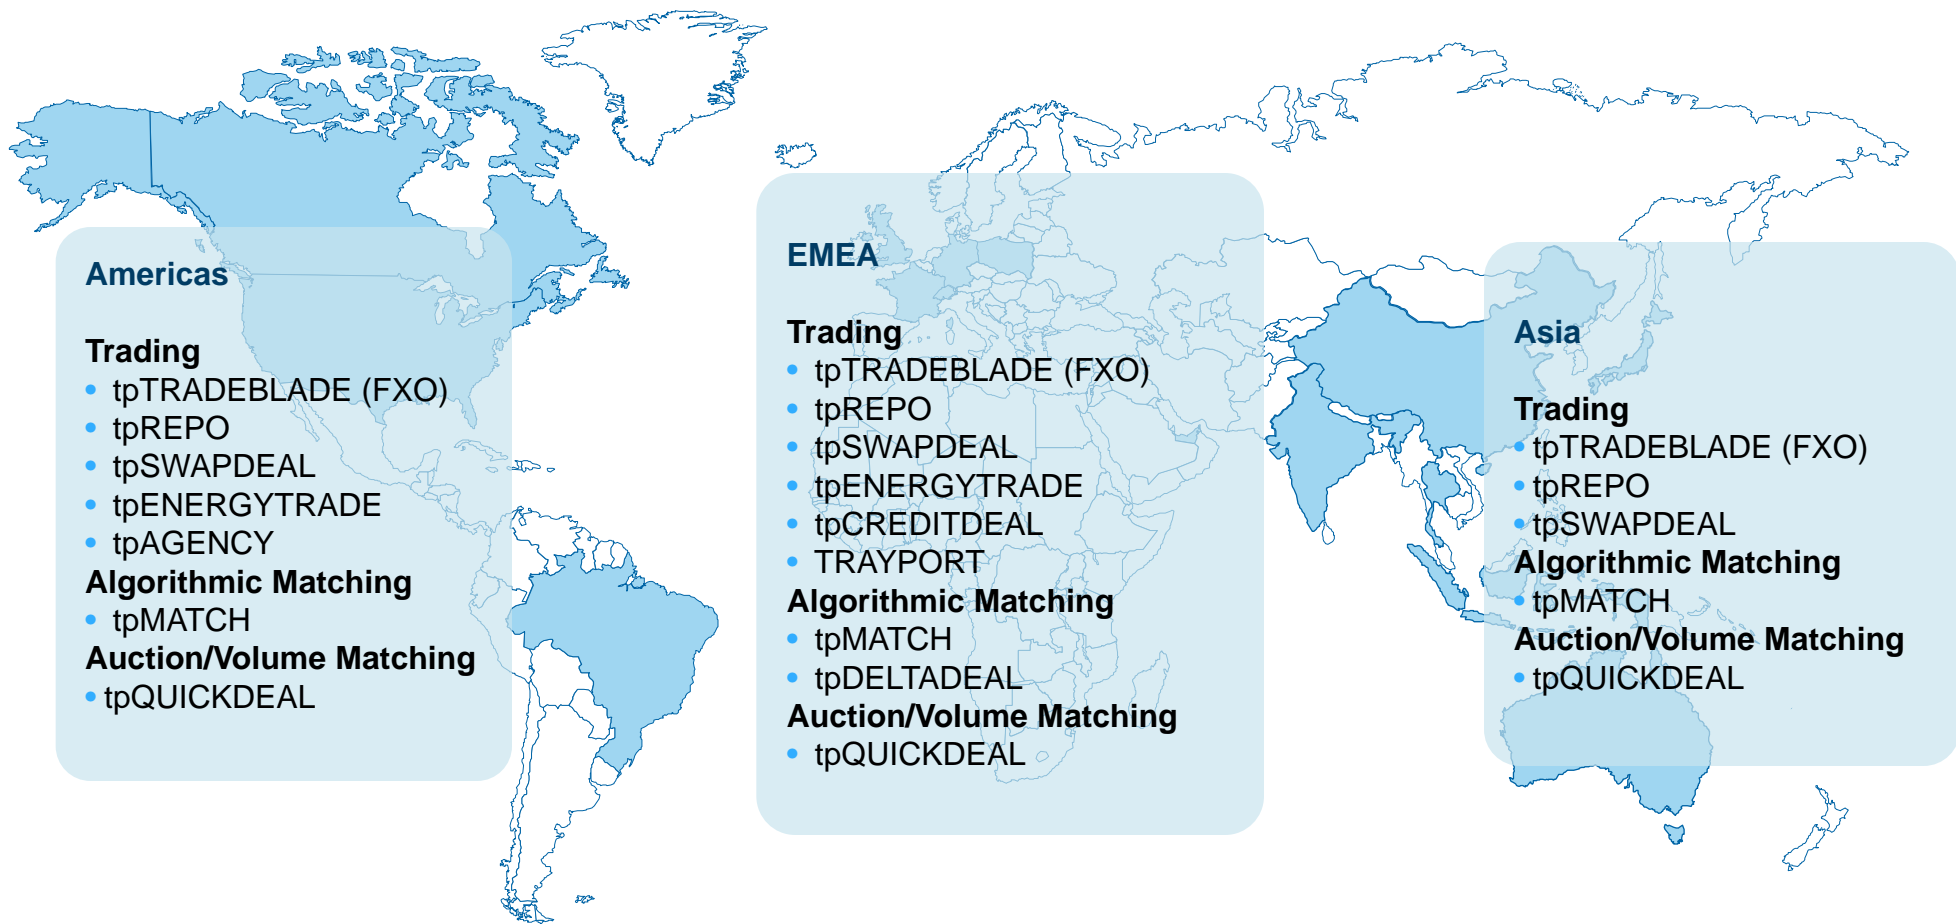 Americas
Trading
• tpTRADEBLADE (FXO)
• tpREPO
• tpSWAPDEAL
• tpENERGYTRADE
• tpAGENCY
Algorithmic Matching
• tpMATCH
Auction/Volume Matching
• tpQUICKDEAL
EMEA
Trading
• tpTRADEBLADE (FXO)
• tpREPO
• tpSWAPDEAL
• tpENERGYTRADE
• tpCREDITDEAL
• TRAYPORT
Algorithmic Matching
• tpMATCH
• tpDELTADEAL
Auction/Volume Matching
• tpQUICKDEAL
Asia
Trading
• tpTRADEBLADE (FXO)
• tpREPO
• tpSWAPDEAL
Algorithmic Matching
• tpMATCH
Auction/Volume Matching
• tpQUICKDEAL